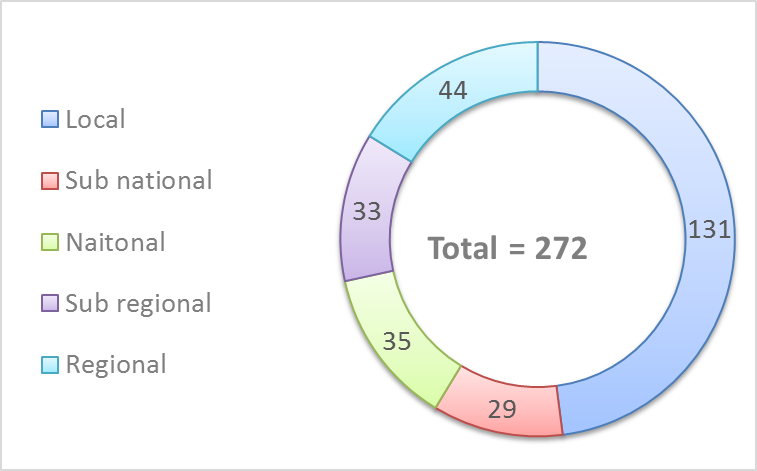 Local
Sub national
Naitonal
Sub regional
Regional
44
131
33
Total = 272
35
29